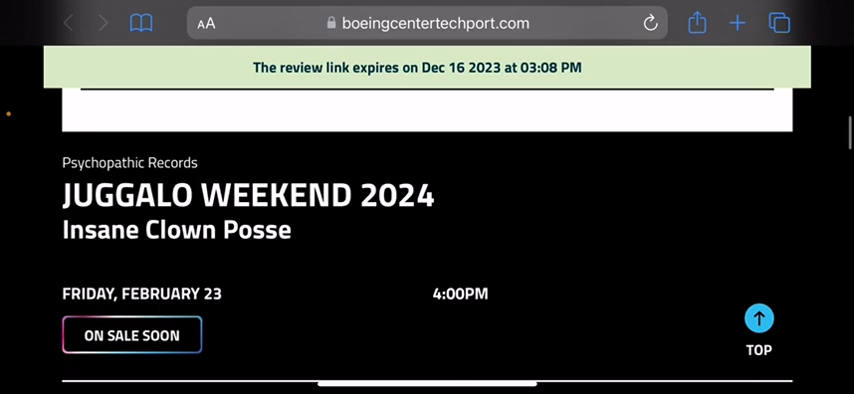 AA boeingcentertechport.com
The review link expires on Dec 16 2023 at 03:08 PM
Psychopathic Records
JUGGALO WEEKEND 2024
Insane Clown Posse
FRIDAY, FEBRUARY 23 4:00PM
ON SALE SOON
TOP